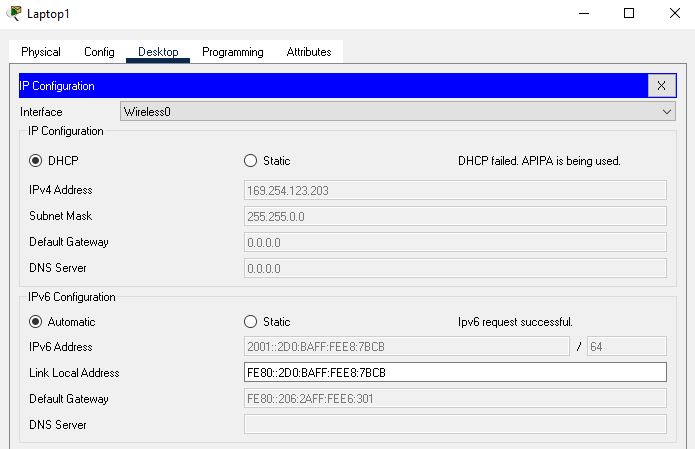 Laptop1
Physical Config Desktop Programming Attributes
IP Configuration X
Interface Wireless0
IP Configuration
DHCP Static DHCP failed. APIPA is being used.
IPv4 Address 169.254.123.203
Subnet Mask 255.255.0.0
Default Gateway 0.0.0.0
DNS Server 0.0.0.0
IPv6 Configuration
Automatic Static Ipv6 request successful.
IPv6 Address 2001::2D0:BAFF:FEE8:7BCB / 64
Link Local Address FE80::2D0:BAFF:FEE8:7BCB
Default Gateway FE80::206:2AFF:FEE6:301
DNS Server